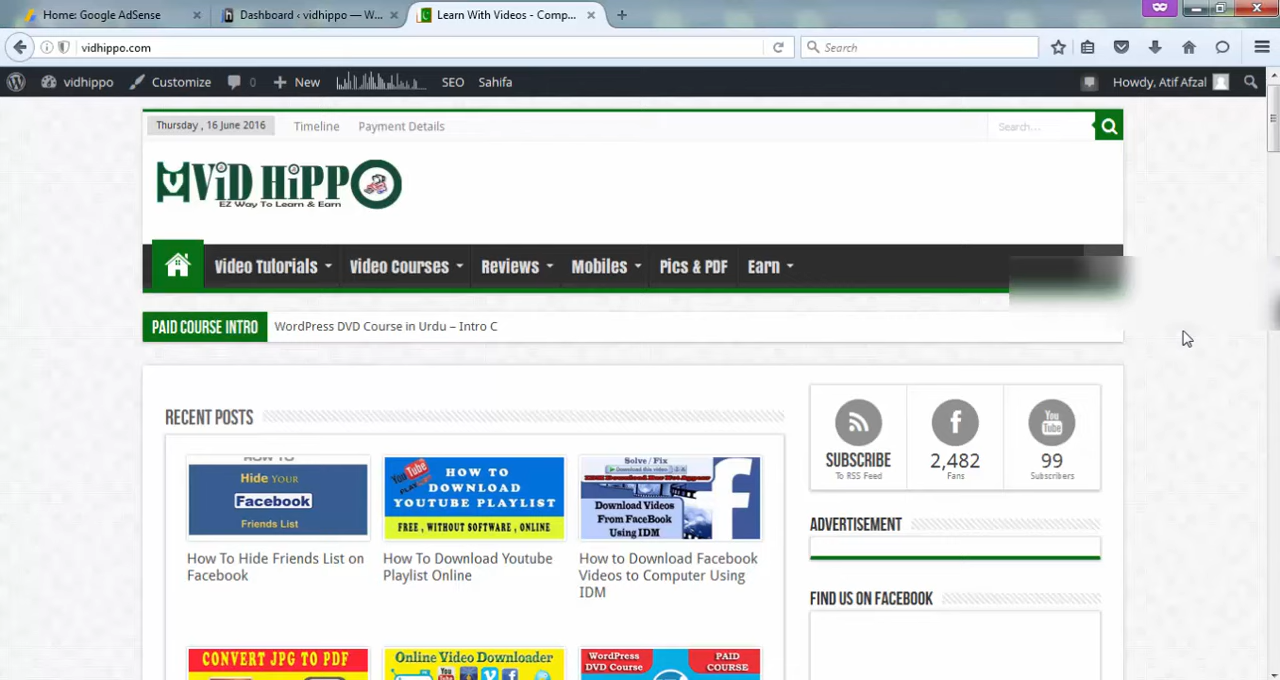 Home: Google AdSense
Dashboard ‹ vidhippo — W...
Learn With Videos - Comp...
vidhippo.com
Search
vidhippo
Customize
0
New
SEO
Sahifa
Howdy, Atif Afzal
Thursday , 16 June 2016
Timeline
Payment Details
Search...
ViD HiPPO
EZ Way To Learn & Earn
Video Tutorials
Video Courses
Reviews
Mobiles
Pics & PDF
Earn
PAID COURSE INTRO
WordPress DVD Course in Urdu – Intro C
RECENT POSTS
HOW TO
Hide YOUR
Facebook
Friends List
How To Hide Friends List on
Facebook
YouTube
HOW TO
DOWNLOAD
YOUTUBE PLAYLIST
FREE , WITHOUT SOFTWARE , ONLINE
How To Download Youtube
Playlist Online
Solve / Fix
Download this video
Download Videos
From FaceBook
Using IDM
How to Download Facebook
Videos to Computer Using
IDM
SUBSCRIBE
To RSS Feed
2,482
Fans
You
Tube
99
Subscribers
ADVERTISEMENT
FIND US ON FACEBOOK
CONVERT JPG TO PDF
Online Video Downloader
WordPress
DVD Course
PAID
COURSE